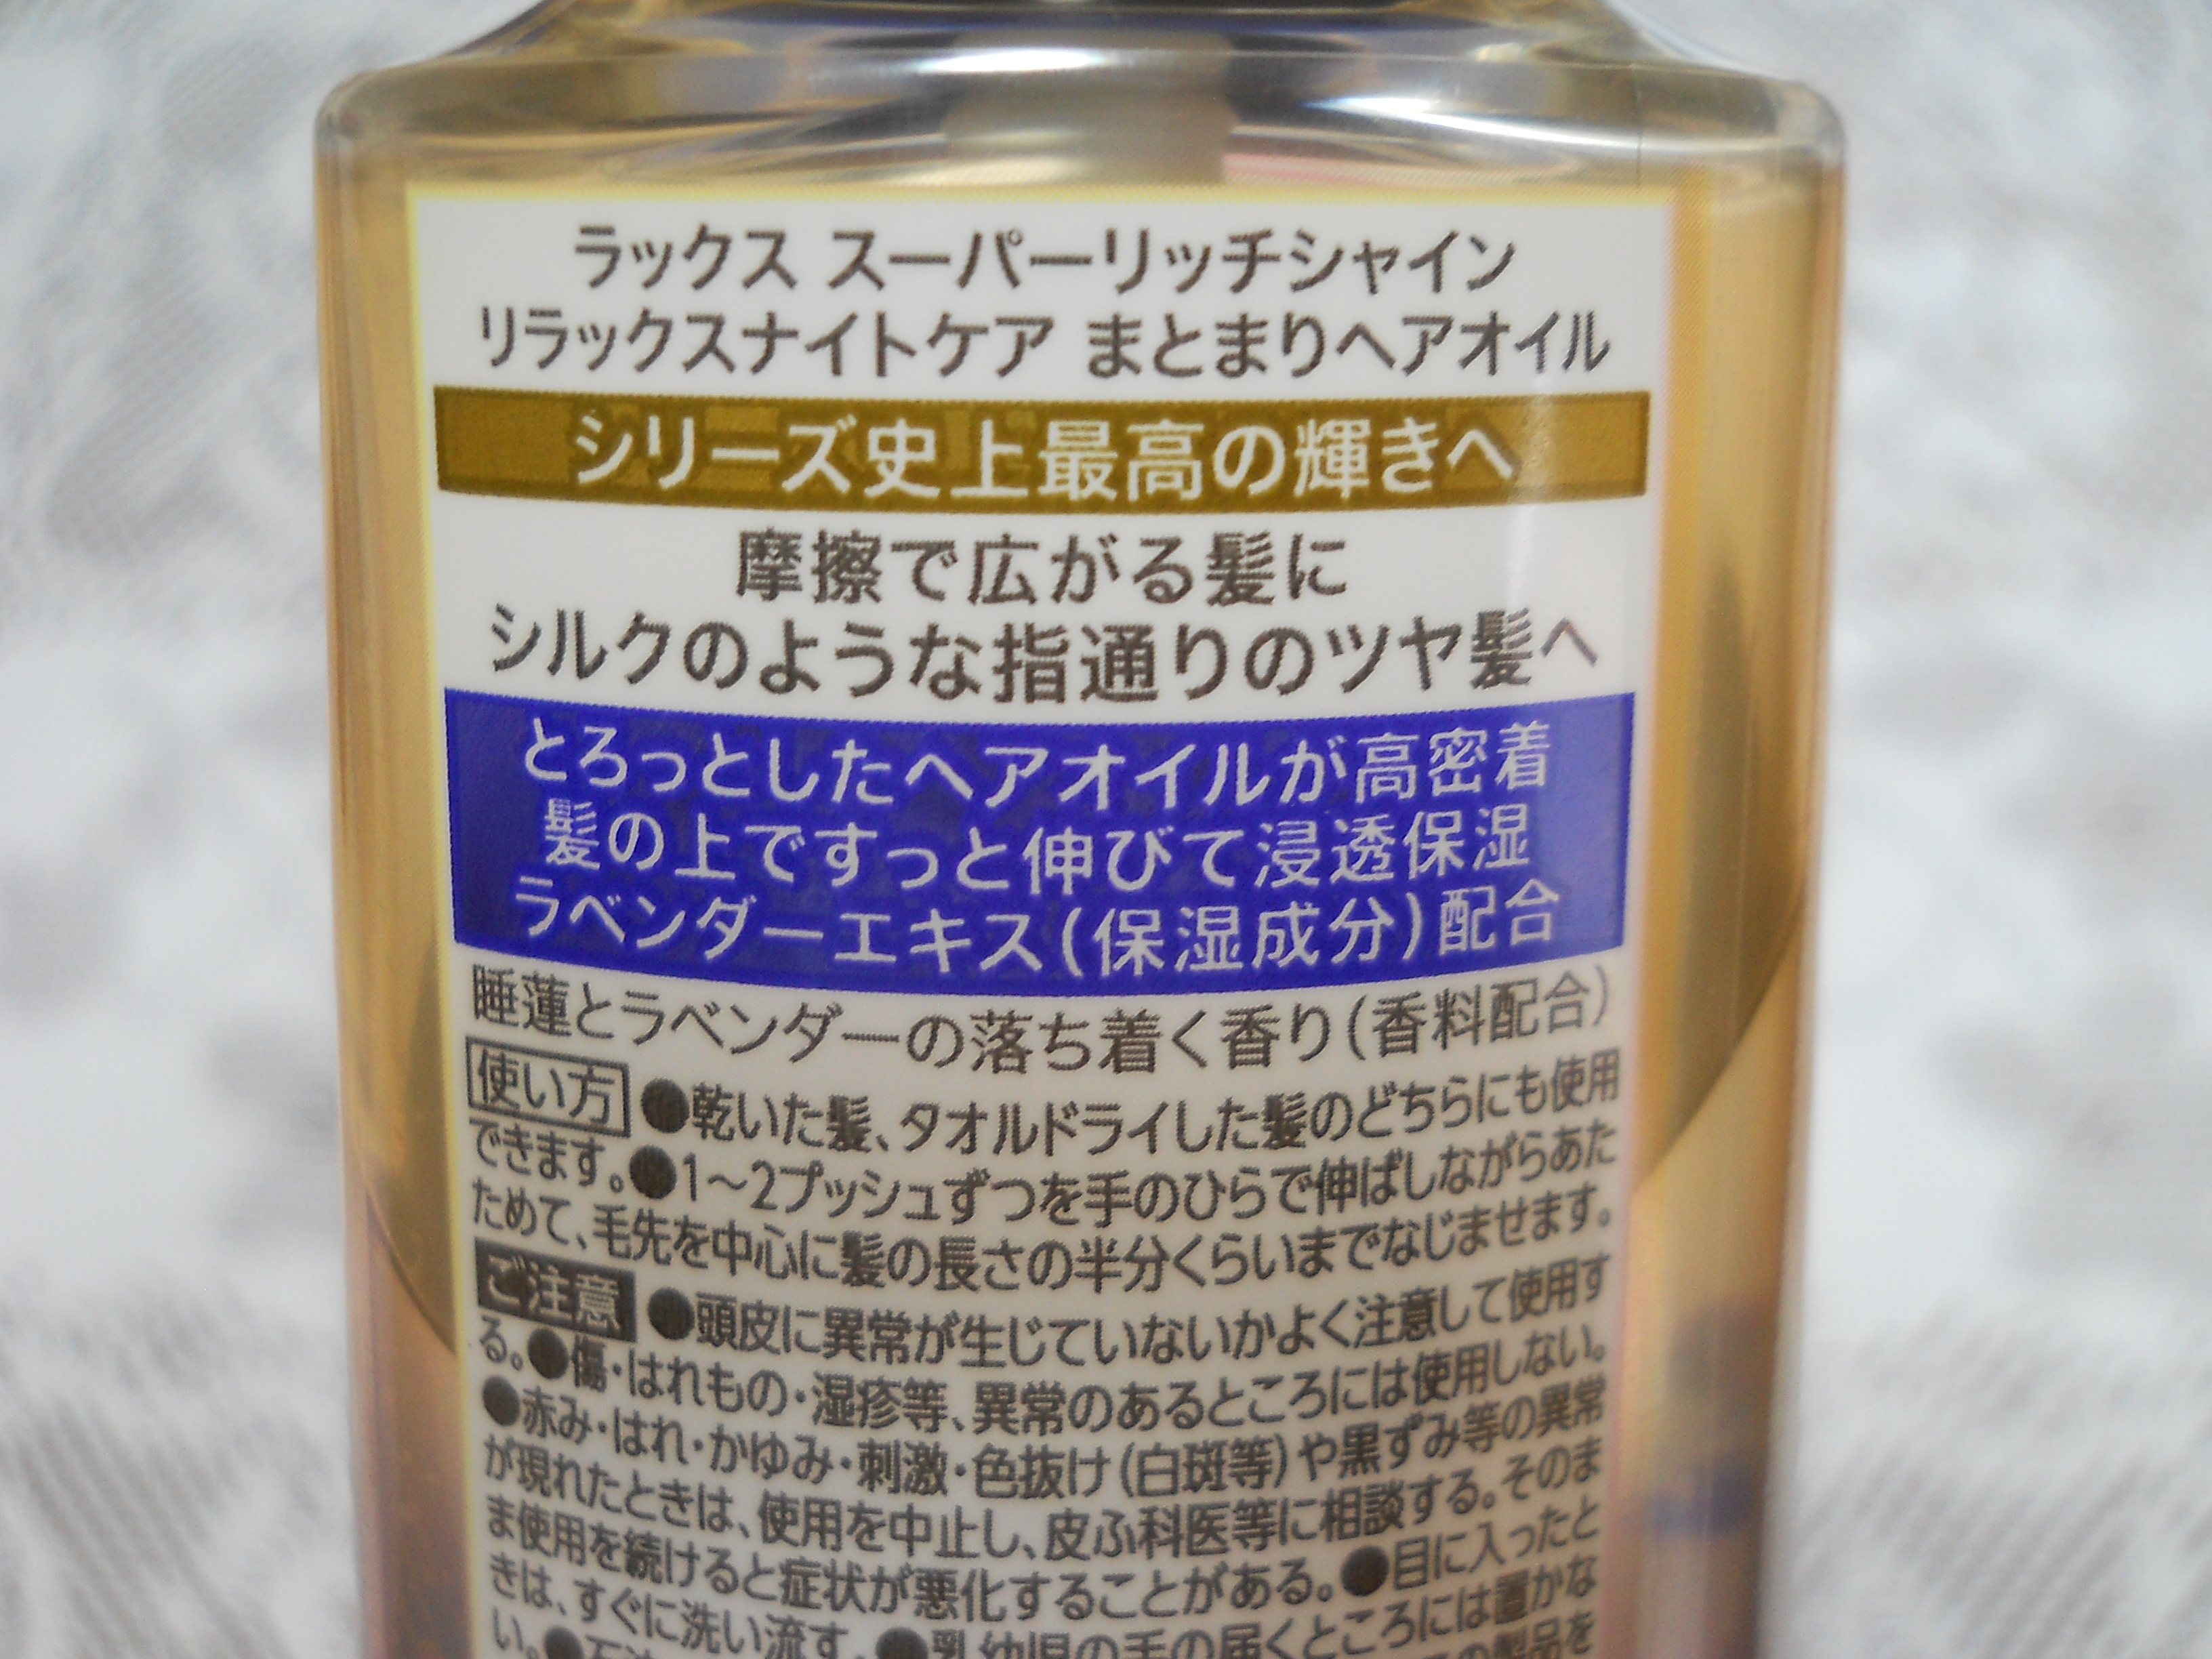 ラックス スーパーリッチシャイン
リラックスナイトケア まとまりヘアオイル
シリーズ史上最高の輝きへ
摩擦で広がる髪に
シルクのような指通りのツヤ髪へ
とろっとしたヘアオイルが高密着
髪の上ですっと伸びて浸透保湿
ラベンダーエキス(保湿成分)配合
睡蓮とラベンダーの落ち着く香り(香料配合)
使い方 ●乾いた髪、タオルドライした髪のどちらにも使用
できます。●1〜2プッシュずつを手のひらで伸ばしながらあた
ためて、毛先を中心に髪の長さの半分くらいまでなじませます。
ご注意 ●頭皮に異常が生じていないかよく注意して使用す
る。●傷・はれもの・湿疹等、異常のあるところには使用しない。
●赤み・はれ・かゆみ・刺激・色抜け(白斑等)や黒ずみ等の異常
が現れたときは、使用を中止し、皮ふ科医等に相談する。そのま
ま使用を続けると症状が悪化することがある。●目に入ったと
きは、すぐに洗い流す。●乳幼児の手の届くところには置かな
い。●